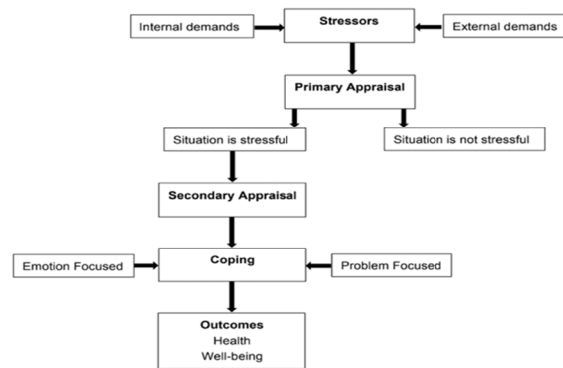 Internal demands
Stressors
External demands
Primary Appraisal
Situation is stressful
Situation is not stressful
Secondary Appraisal
Emotion Focused
Coping
Problem Focused
Outcomes
Health
Well-being